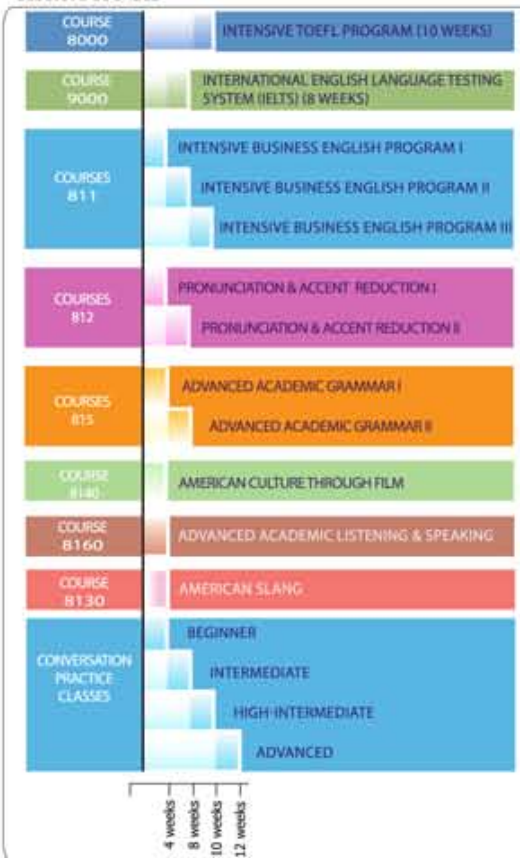 COURSE
8000
INTENSIVE TOEFL PROGRAM (10 WEEKS)
COURSE
9000
INTERNATIONAL ENGLISH LANGUAGE TESTING
SYSTEM (IELTS) (8 WEEKS)
COURSES
811
INTENSIVE BUSINESS ENGLISH PROGRAM I
INTENSIVE BUSINESS ENGLISH PROGRAM II
INTENSIVE BUSINESS ENGLISH PROGRAM III
COURSES
812
PRONUNCIATION & ACCENT REDUCTION I
PRONUNCIATION & ACCENT REDUCTION II
COURSES
815
ADVANCED ACADEMIC GRAMMAR I
ADVANCED ACADEMIC GRAMMAR II
COURSE
8140
AMERICAN CULTURE THROUGH FILM
COURSE
8160
ADVANCED ACADEMIC LISTENING & SPEAKING
COURSE
8130
AMERICAN SLANG
CONVERSATION
PRACTICE
CLASSES
BEGINNER
INTERMEDIATE
HIGH-INTERMEDIATE
ADVANCED
4 weeks
8 weeks
10 weeks
12 weeks